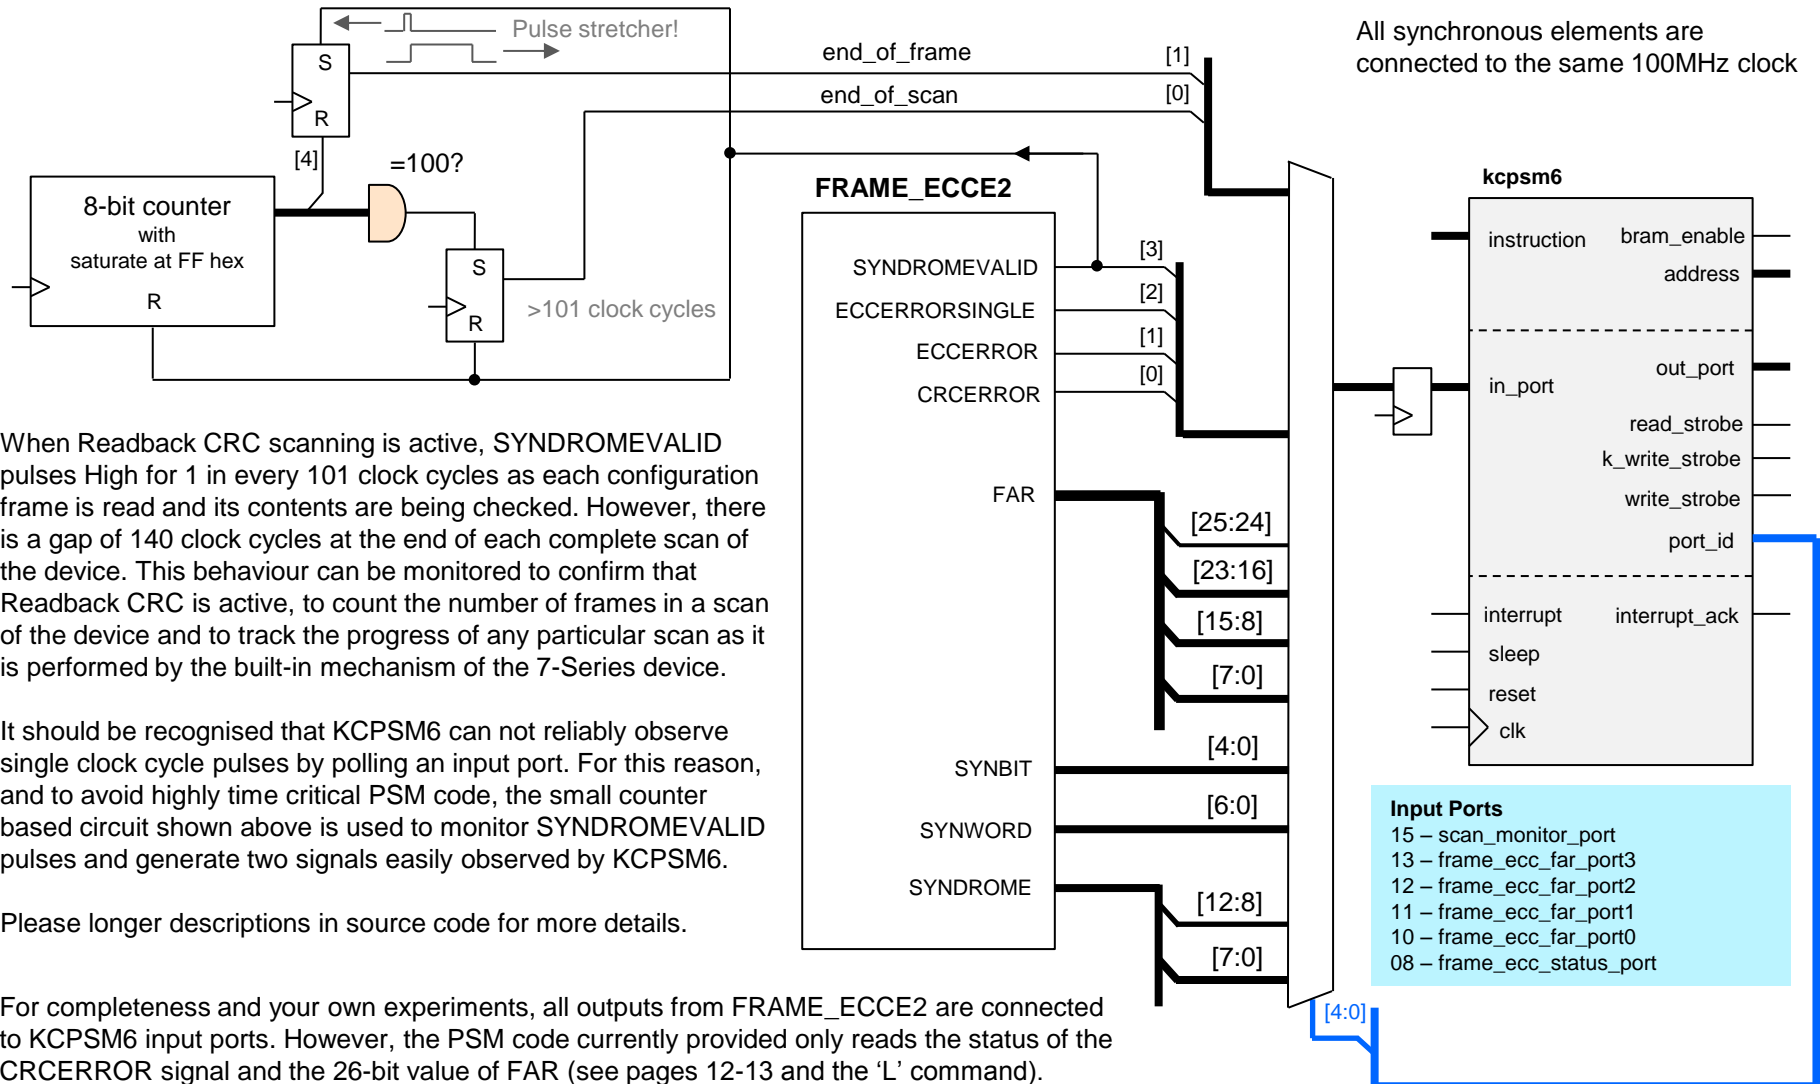 Pulse stretcher!
All synchronous elements are
connected to the same 100MHz clock
S
R
[4]
end_of_frame
[1]
end_of_scan
[0]
=100?
8-bit counter
with
saturate at FF hex
R
S
R
>101 clock cycles
FRAME_ECCE2
SYNDROMEVALID
[3]
ECCERRORSINGLE
[2]
ECCERROR
[1]
CRCERROR
[0]
FAR
[25:24]
[23:16]
[15:8]
[7:0]
SYNBIT
[4:0]
SYNWORD
[6:0]
SYNDROME
[12:8]
[7:0]
[4:0]
kcpsm6
instruction
bram_enable
address
in_port
out_port
read_strobe
k_write_strobe
write_strobe
port_id
interrupt
interrupt_ack
sleep
reset
clk
When Readback CRC scanning is active, SYNDROMEVALID
pulses High for 1 in every 101 clock cycles as each configuration
frame is read and its contents are being checked. However, there
is a gap of 140 clock cycles at the end of each complete scan of
the device. This behaviour can be monitored to confirm that
Readback CRC is active, to count the number of frames in a scan
of the device and to track the progress of any particular scan as it
is performed by the built-in mechanism of the 7-Series device.
It should be recognised that KCPSM6 can not reliably observe
single clock cycle pulses by polling an input port. For this reason,
and to avoid highly time critical PSM code, the small counter
based circuit shown above is used to monitor SYNDROMEVALID
pulses and generate two signals easily observed by KCPSM6.
Please longer descriptions in source code for more details.
Input Ports
15 – scan_monitor_port
13 – frame_ecc_far_port3
12 – frame_ecc_far_port2
11 – frame_ecc_far_port1
10 – frame_ecc_far_port0
08 – frame_ecc_status_port
For completeness and your own experiments, all outputs from FRAME_ECCE2 are connected
to KCPSM6 input ports. However, the PSM code currently provided only reads the status of the
CRCERROR signal and the 26-bit value of FAR (see pages 12-13 and the ‘L’ command).